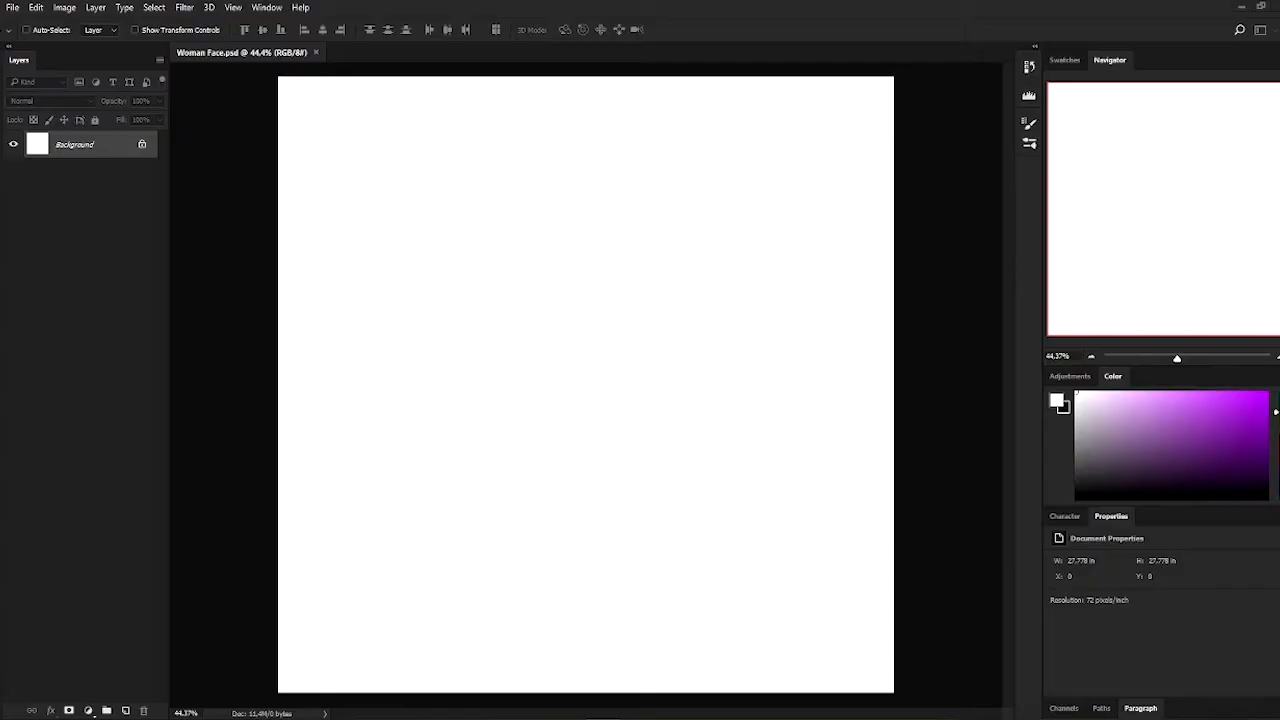 File Edit Image Layer Type Select Filter 3D View Window Help
Auto-Select: Layer Show Transform Controls 3D Mode:
Woman Face.psd @ 44,4% (RGB/8#) ×
Layers
Kind
Normal Opacity: 100%
Lock: Fill: 100%
Background
Swatches Navigator
44,37%
Adjustments Color
Character Properties
Document Properties
W: 27,778 in H: 27,778 in
X: 0 Y: 0
Resolution: 72 pixels/inch
Channels Paths Paragraph
44,37% Doc: 11,4M/0 bytes